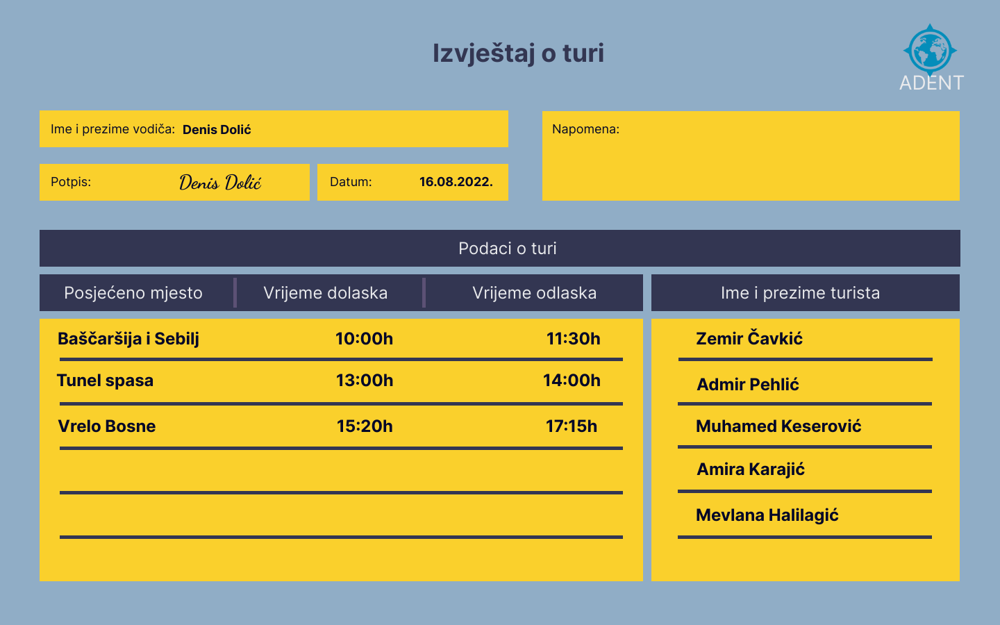 Izvještaj o turi
ADENT
Ime i prezime vodiča: Denis Dolić
Napomena:
Potpis: Denis Dolić
Datum: 16.08.2022.
Podaci o turi
Posjećeno mjesto Vrijeme dolaska Vrijeme odlaska
Baščaršija i Sebilj 10:00h 11:30h
Tunel spasa 13:00h 14:00h
Vrelo Bosne 15:20h 17:15h
Ime i prezime turista
Zemir Čavkić
Admir Pehlić
Muhamed Keserović
Amira Karajić
Mevlana Halilagić